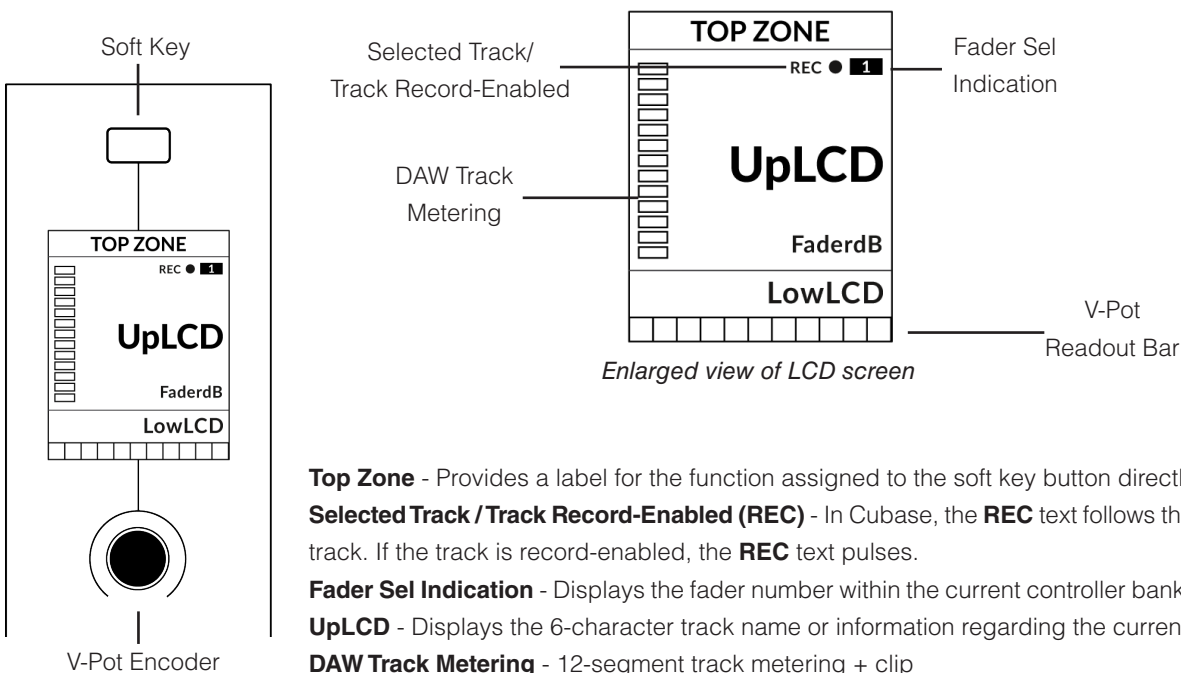 Soft Key
TOP ZONE
REC 1
UpLCD
FaderdB
LowLCD
V-Pot Encoder
TOP ZONE
Selected Track/
Track Record-Enabled
REC 1
Fader Sel
Indication
UpLCD
DAW Track
Metering
FaderdB
LowLCD
V-Pot
Readout Bar
Enlarged view of LCD screen
Top Zone - Provides a label for the function assigned to the soft key button directl
Selected Track / Track Record-Enabled (REC) - In Cubase, the REC text follows th
track. If the track is record-enabled, the REC text pulses.
Fader Sel Indication - Displays the fader number within the current controller bank
UpLCD - Displays the 6-character track name or information regarding the curren
DAW Track Metering - 12-segment track metering + clip